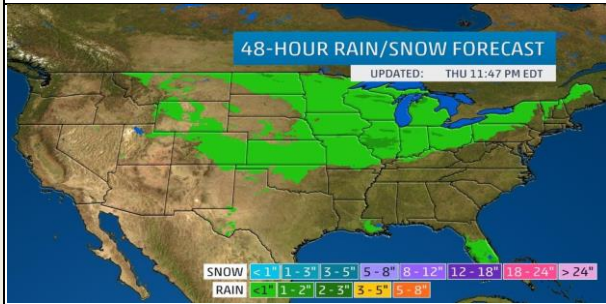 48-HOUR RAIN/SNOW FORECAST
UPDATED: THU 11:47 PM EDT
SNOW <1" 1-3" 3-5" 5-8" 8-12" 12-18" 18-24" >24"
RAIN <1" 1-2" 2-3" 3-5" 5-8"